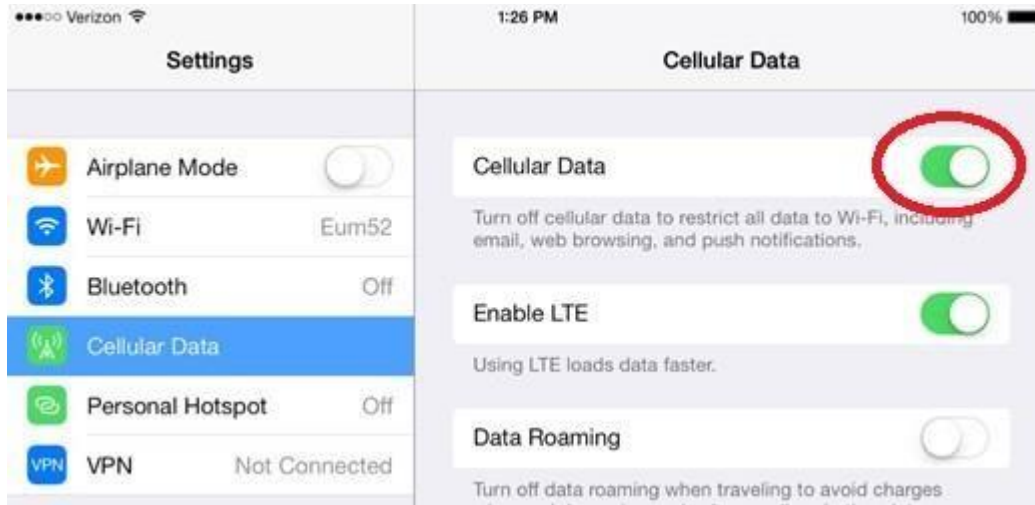 Verizon
1:26 PM
100%
Settings
Cellular Data
Airplane Mode
Wi-Fi Eum52
Bluetooth Off
Cellular Data
Personal Hotspot Off
VPN VPN Not Connected
Cellular Data
Turn off cellular data to restrict all data to Wi-Fi, including
email, web browsing, and push notifications.
Enable LTE
Using LTE loads data faster.
Data Roaming
Turn off data roaming when traveling to avoid charges